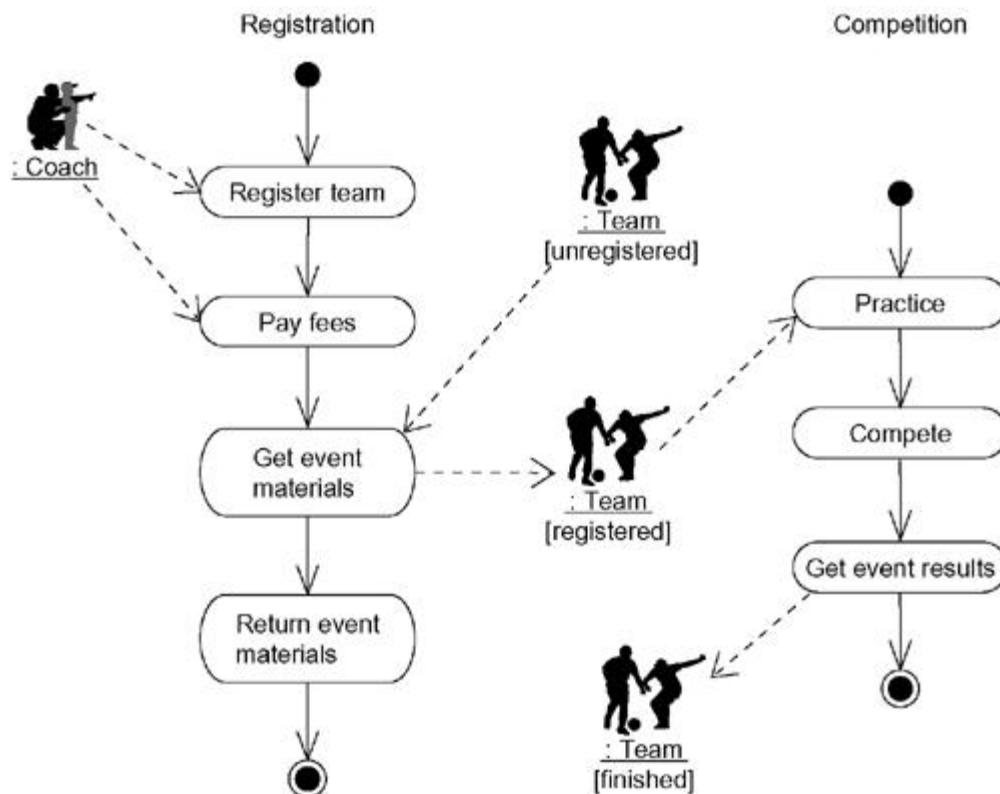 Registration
Competition
: Coach
Register team
: Team
[unregistered]
Pay fees
Practice
Get event
materials
: Team
[registered]
Compete
Get event results
Return event
materials
: Team
[finished]